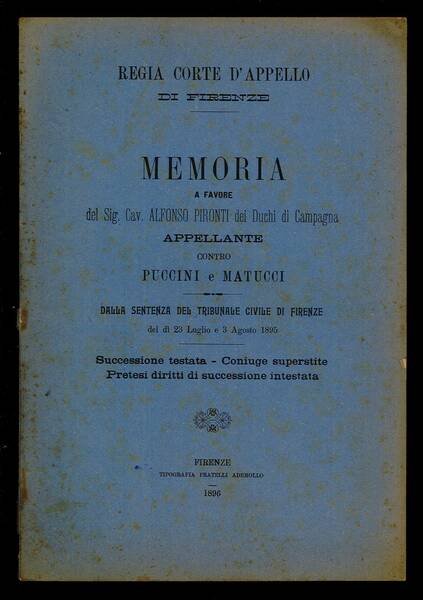 REGIA CORTE D'APPELLO
DI FIRENZE
MEMORIA
A FAVORE
del Sig. Cav. ALFONSO PIRONTI dei Duchi di Campagna
APPELLANTE
CONTRO
PUCCINI e MATUCCI
DALLA SENTENZA DEL TRIBUNALE CIVILE DI FIRENZE
del dì 23 Luglio e 3 Agosto 1895
Successione testata - Coniuge superstite
Pretesi diritti di successione intestata
FIRENZE
TIPOGRAFIA FRATELLI ADEMOLLO
1896